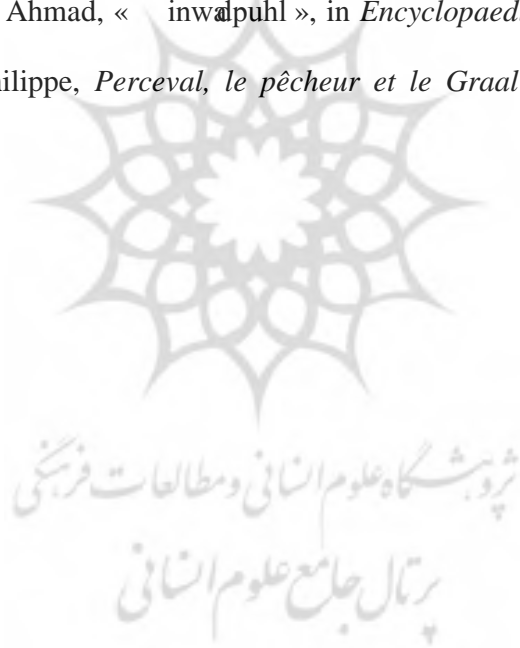 Ahmad, « inwadpuhl », in Encyclopaed
ilippe, Perceval, le pêcheur et le Graal
پژوهشگاه علوم انسانی و مطالعات فرهنگی
پرتال جامع علوم انسانی